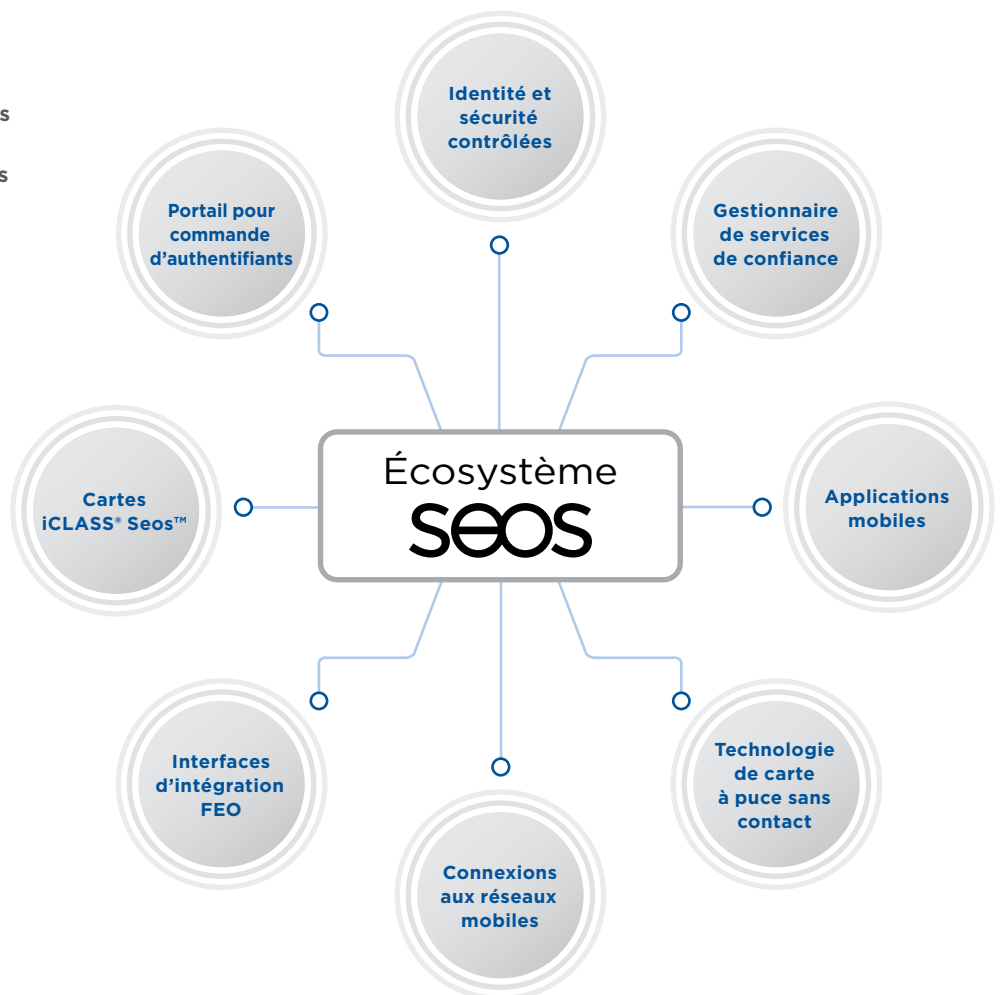 Identité et
sécurité
contrôlées
s
s
Portail pour
commande
d'authentifiants
Gestionnaire
de services
de confiance
Écosystème
seos
Cartes
iCLASS® Seos™
Applications
mobiles
Interfaces
d'intégration
FEO
Technologie
de carte
à puce sans
contact
Connexions
aux réseaux
mobiles